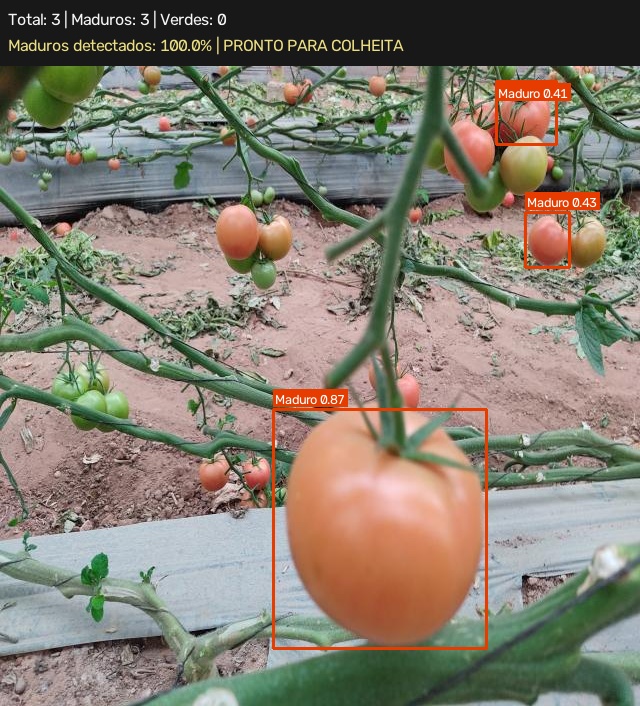 Total: 3 | Maduros: 3 | Verdes: 0
Maduros detectados: 100.0% | PRONTO PARA COLHEITA
Maduro 0.41
Maduro 0.43
Maduro 0.87